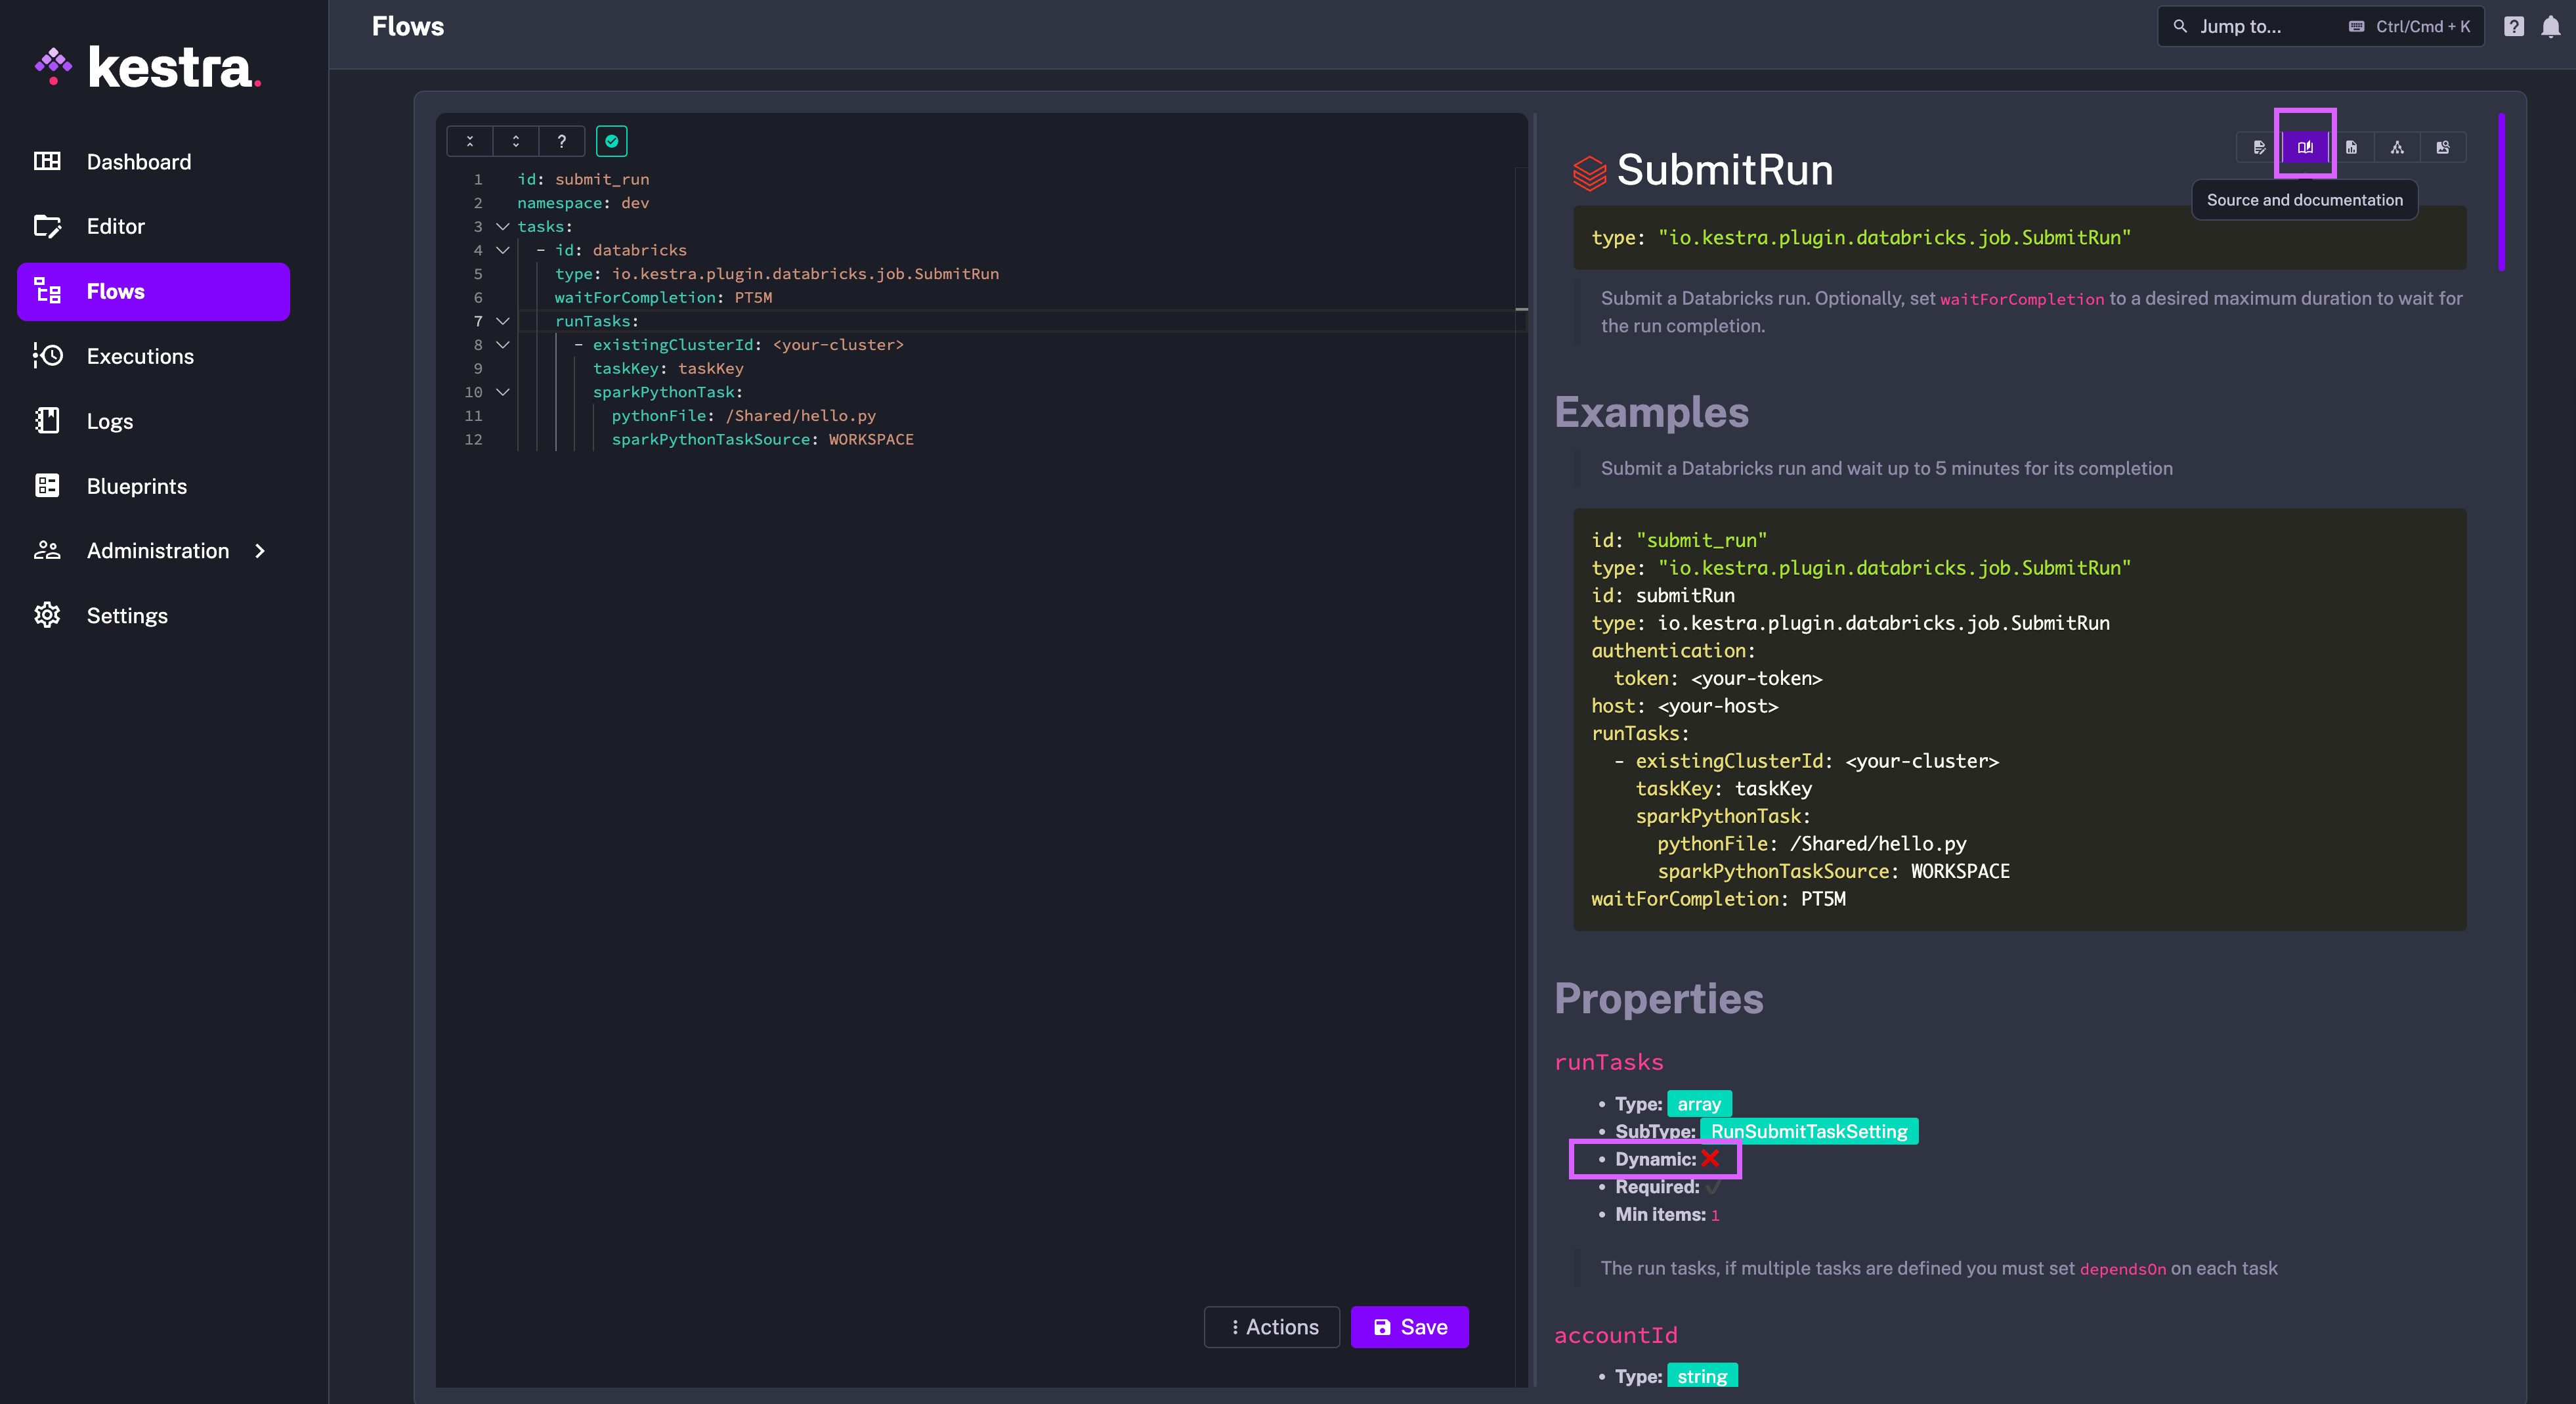 kestra.
Dashboard
Editor
Flows
Executions
Logs
Blueprints
Administration
Settings
Flows
Jump to...
Ctrl/Cmd + K
?
?
1 id: submit_run
2 namespace: dev
3 tasks:
4 - id: databricks
5 type: io.kestra.plugin.databricks.job.SubmitRun
6 waitForCompletion: PT5M
7 runTasks:
8 - existingClusterId: <your-cluster>
9 taskKey: taskKey
10 sparkPythonTask:
11 pythonFile: /Shared/hello.py
12 sparkPythonTaskSource: WORKSPACE
Actions
Save
SubmitRun
Source and documentation
type: "io.kestra.plugin.databricks.job.SubmitRun"
Submit a Databricks run. Optionally, set waitForCompletion to a desired maximum duration to wait for
the run completion.
Examples
Submit a Databricks run and wait up to 5 minutes for its completion
id: "submit_run"
type: "io.kestra.plugin.databricks.job.SubmitRun"
id: submitRun
type: io.kestra.plugin.databricks.job.SubmitRun
authentication:
token: <your-token>
host: <your-host>
runTasks:
- existingClusterId: <your-cluster>
taskKey: taskKey
sparkPythonTask:
pythonFile: /Shared/hello.py
sparkPythonTaskSource: WORKSPACE
waitForCompletion: PT5M
Properties
runTasks
• Type: array
• SubType: RunSubmitTaskSetting
• Dynamic: ❌
• Required: ✓
• Min items: 1
The run tasks, if multiple tasks are defined you must set dependsOn on each task
accountId
• Type: string